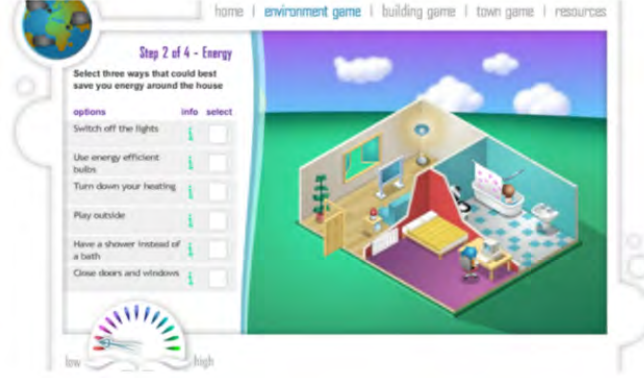 home | environment game | building game | town game | resources
Step 2 of 4 - Energy
Select three ways that could best
save you energy around the house
options info select
Switch off the lights i
Use energy efficient
bulbs i
Turn down your heating i
Play outside i
Have a shower instead of
a bath i
Close doors and windows i
low high